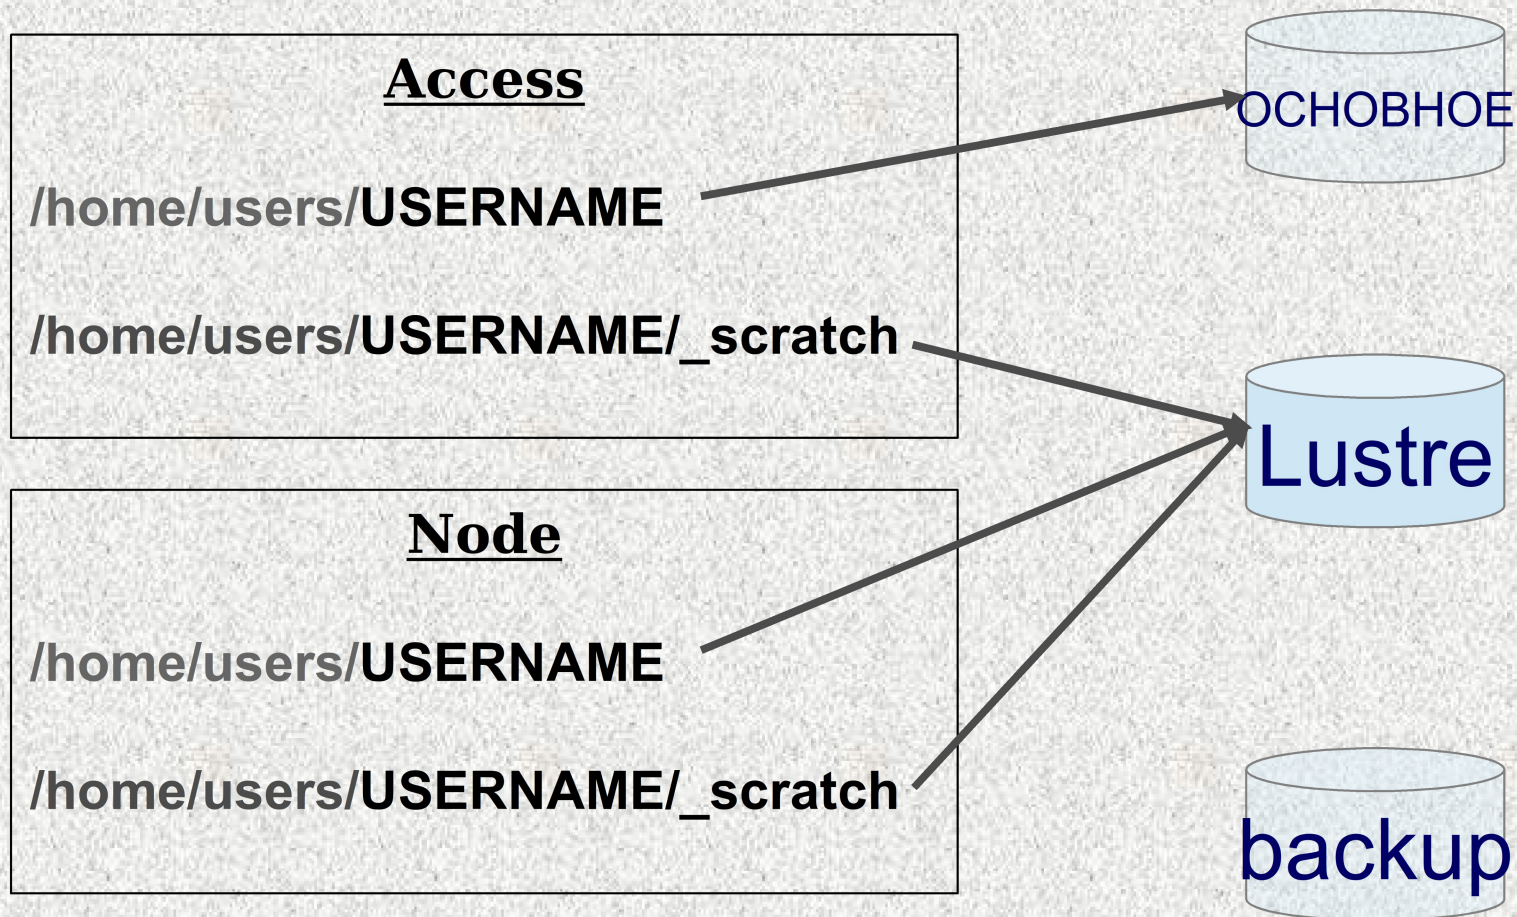 Access
/home/users/USERNAME
/home/users/USERNAME/_scratch
Node
/home/users/USERNAME
/home/users/USERNAME/_scratch
ОСНОВНОЕ
Lustre
backup